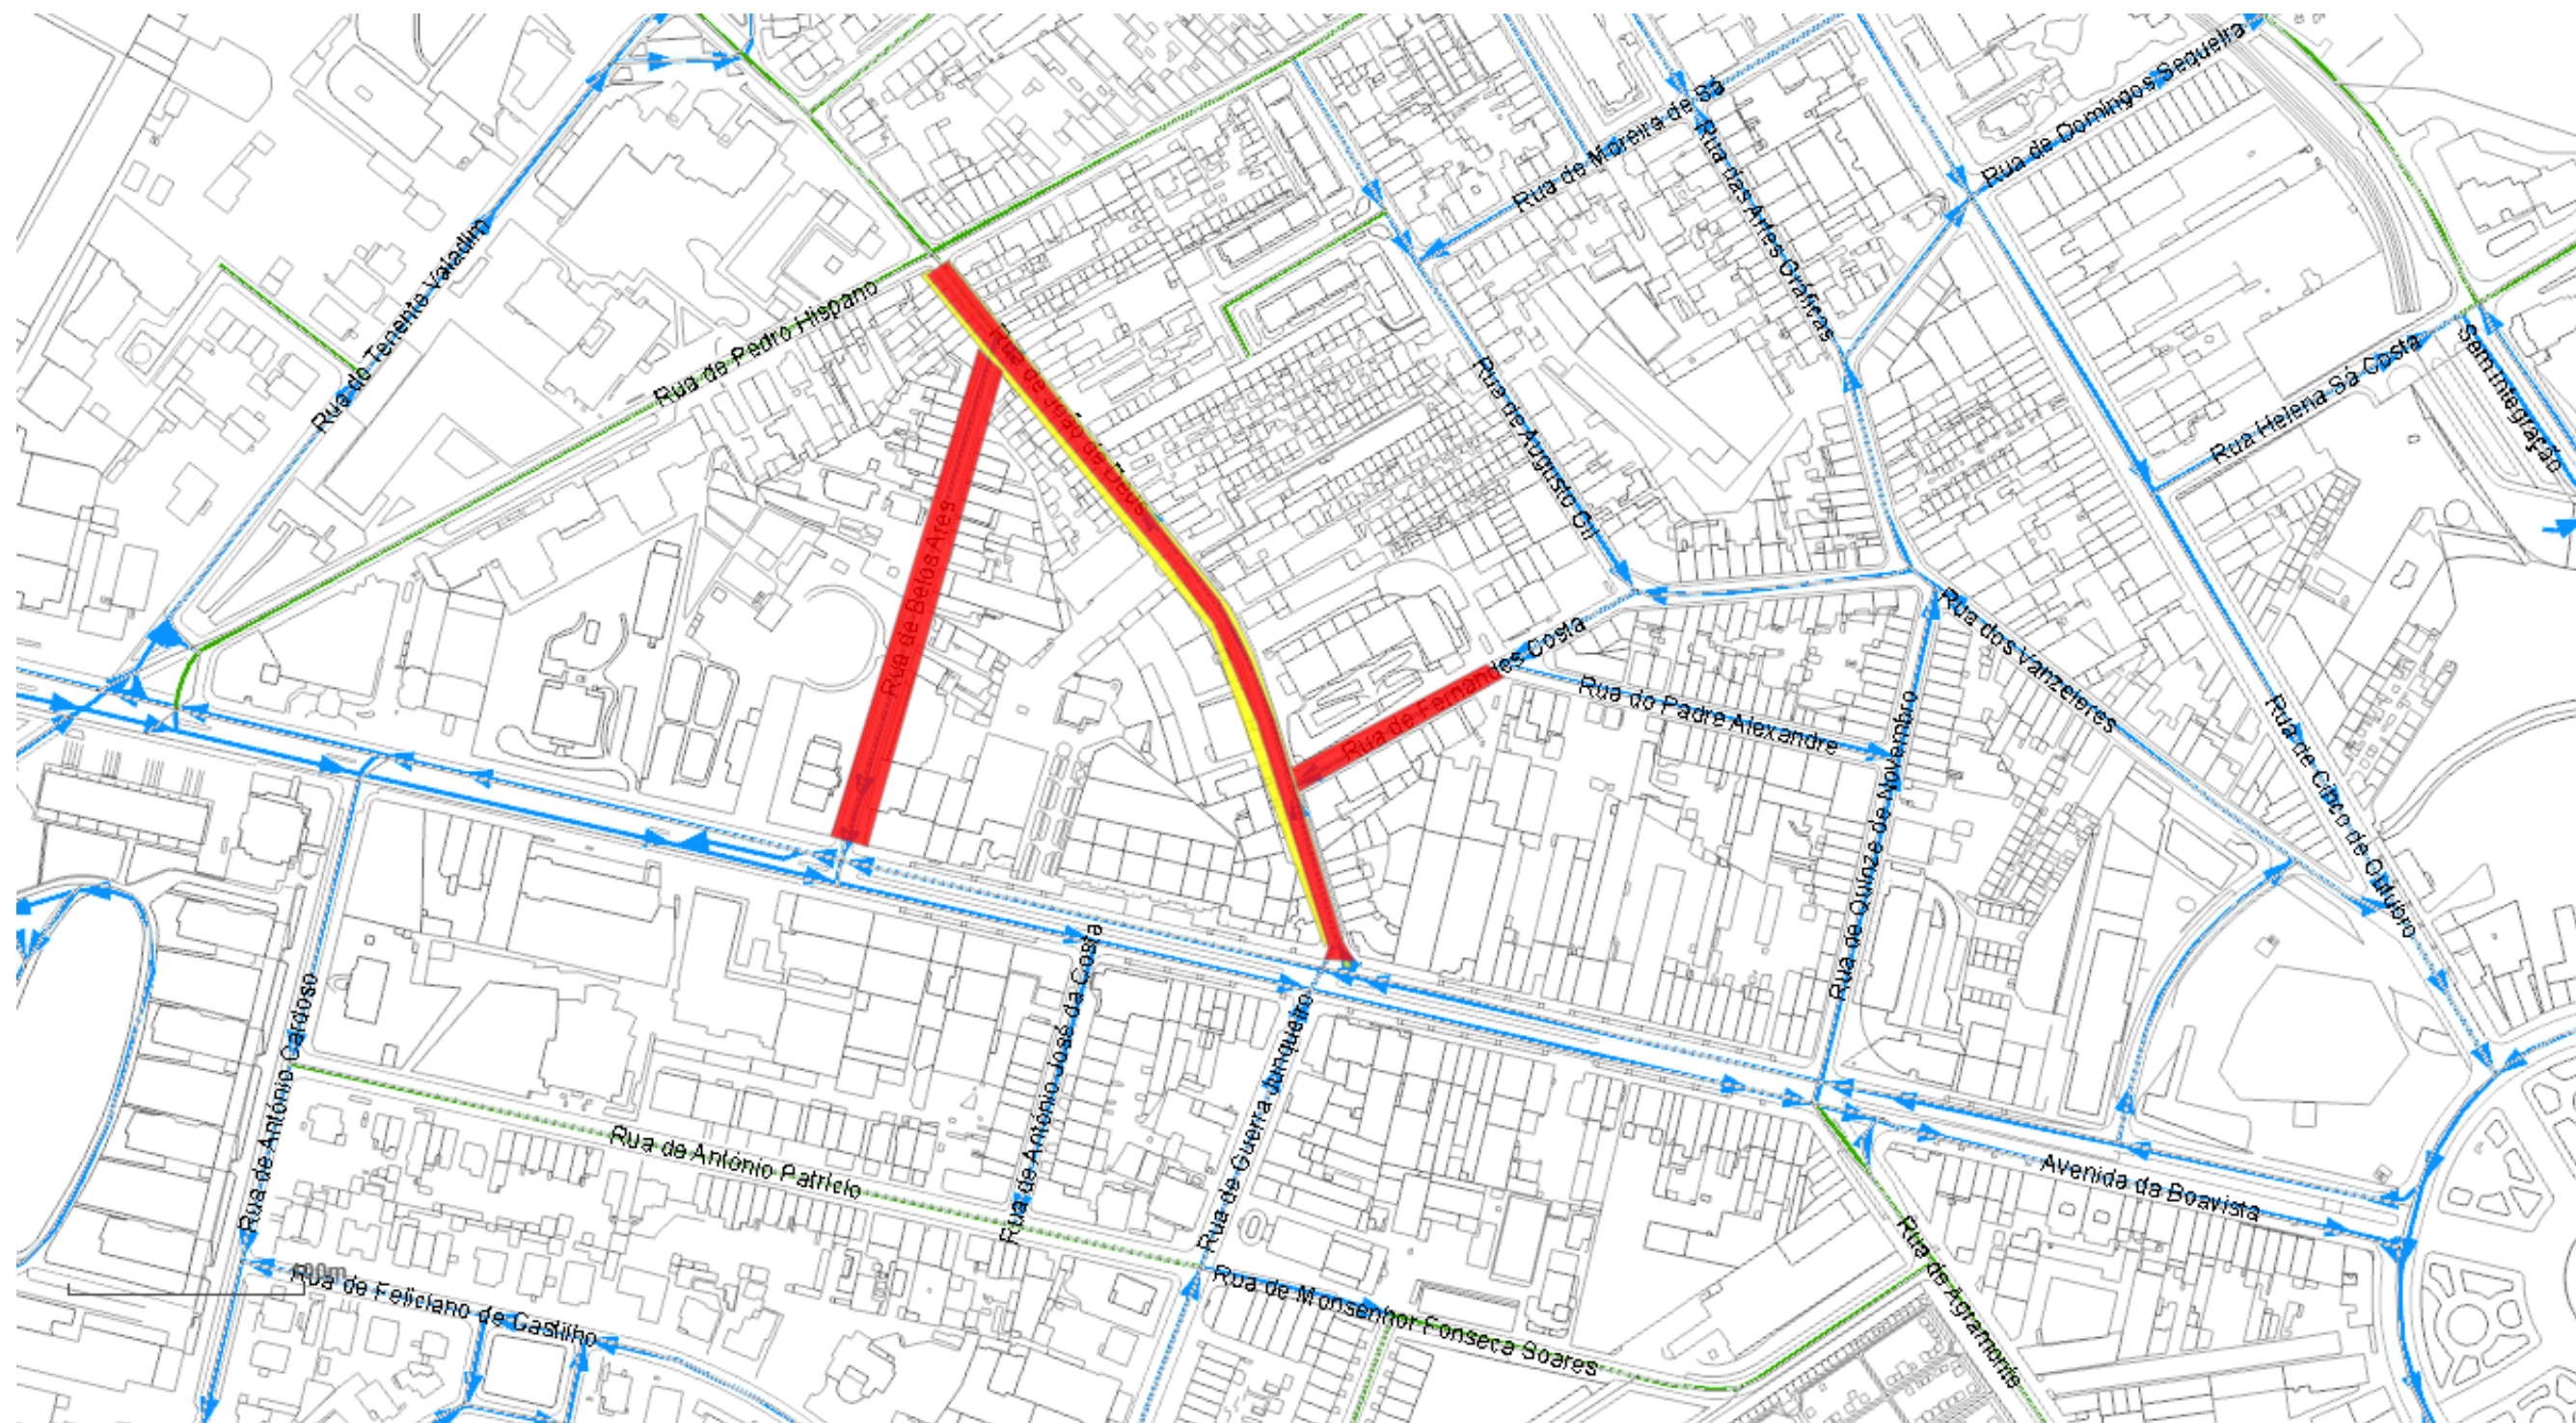 Rua de Domingos Sequeira
Rua de Moreira de Sá
Rua das Artes Gráficas
Rua do Tenente Valadim
Rua de Pedro Hispano
Rua de João de Deus
Rua Helena Sá Costa
Sem Integração
Rua de Augusto Gil
Rua de Belos Ares
Rua de Fernandes Costa
Rua dos Vanzeleres
Rua do Padre Alexandre
Rua de Quinze de Novembro
Rua de Cinco de Outubro
Rua de António Cardoso
Rua de António José da Costa
Rua de Guerra Junqueiro
Rua de António Patrício
Avenida da Boavista
Rua de Agramonte
100m
Rua de Feliciano de Castilho
Rua de Monsenhor Fonseca Soares